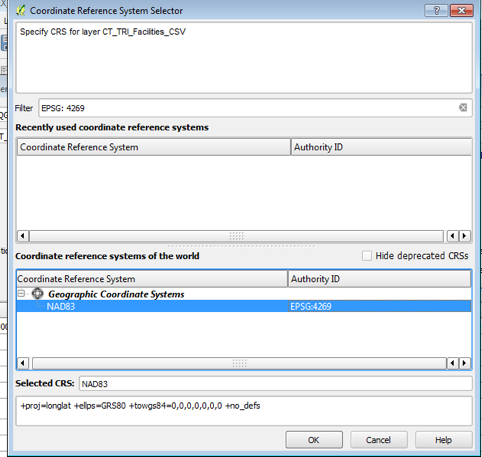 Coordinate Reference System Selector
Specify CRS for layer CT_TRI_Facilities_CSV
Filter EPSG: 4269
Recently used coordinate reference systems
Coordinate Reference System Authority ID
Coordinate reference systems of the world Hide deprecated CRSs
Coordinate Reference System Authority ID
Geographic Coordinate Systems
NAD83 EPSG:4269
Selected CRS: NAD83
+proj=longlat +ellps=GRS80 +towgs84=0,0,0,0,0,0,0 +no_defs
OK Cancel Help